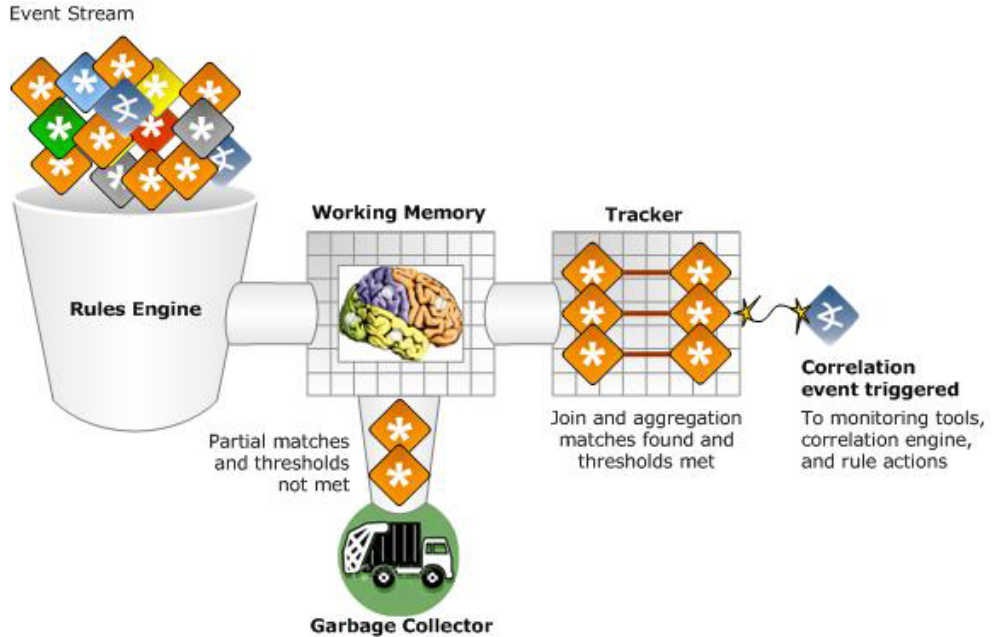 Event Stream
Rules Engine
Working Memory
Tracker
Partial matches
and thresholds
not met
Join and aggregation
matches found and
thresholds met
Correlation
event triggered
To monitoring tools,
correlation engine,
and rule actions
Garbage Collector